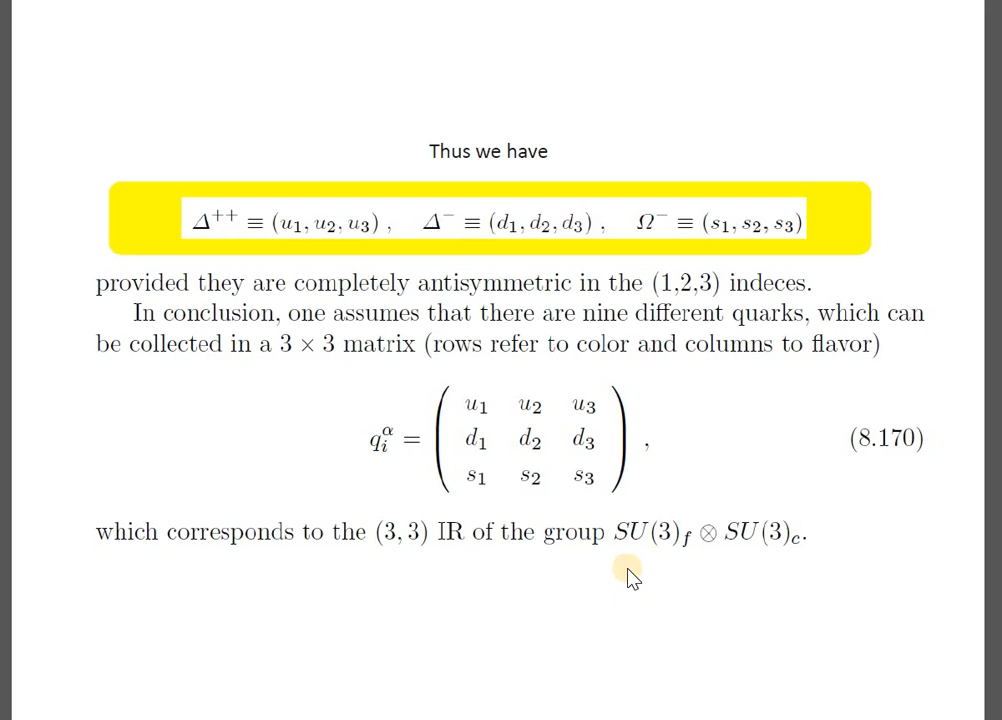 Thus we have
Δ⁺⁺ ≡ (u₁, u₂, u₃) , Δ⁻ ≡ (d₁, d₂, d₃) , Ω⁻ ≡ (s₁, s₂, s₃)
provided they are completely antisymmetric in the (1,2,3) indeces.
In conclusion, one assumes that there are nine different quarks, which can
be collected in a 3 × 3 matrix (rows refer to color and columns to flavor)
u₁ u₂ u₃
qᵢᵅ = ( d₁ d₂ d₃ ) , (8.170)
s₁ s₂ s₃
which corresponds to the (3, 3) IR of the group SU(3)_f ⊗ SU(3)_c.